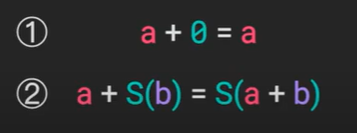 ① a + 0 = a
② a + S(b) = S(a + b)